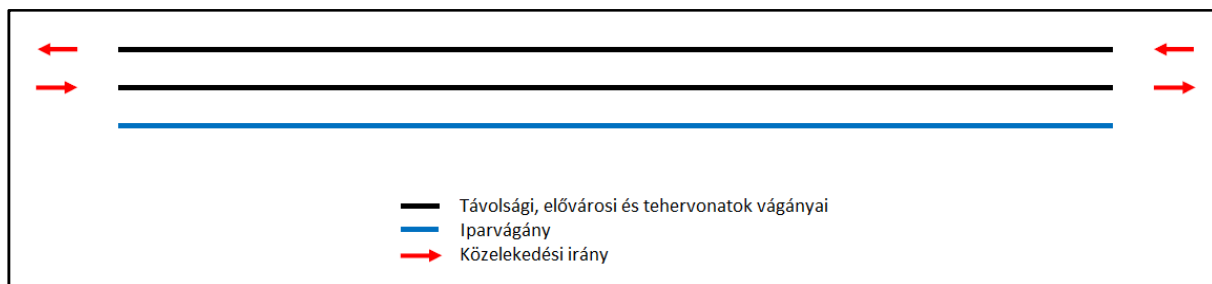 Távolsági, elővárosi és tehervonatok vágányai
Iparvágány
Közelekedési irány